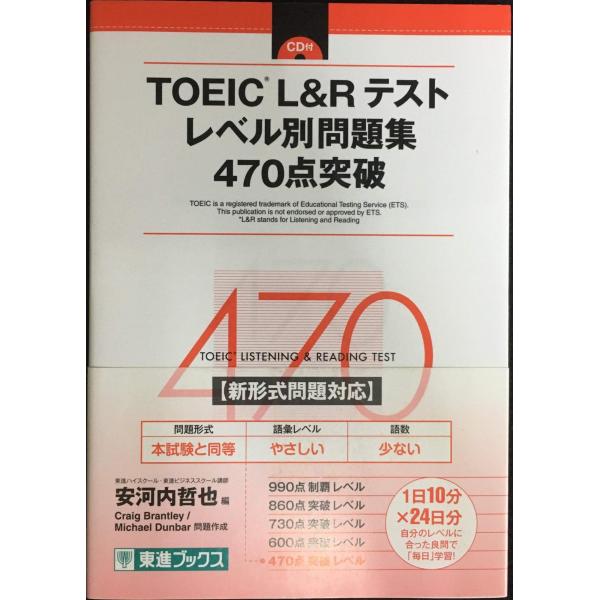 CD付
TOEIC® L&R テスト
レベル別問題集
470点突破
TOEIC is a registered trademark of Educational Testing Service (ETS).
This publication is not endorsed or approved by ETS.
*L&R stands for Listening and Reading
470
TOEIC® LISTENING & READING TEST
【新形式問題対応】
問題形式 語彙レベル 語数
本試験と同等 やさしい 少ない
東進ハイスクール・東進ビジネススクール講師
安河内哲也 編
Craig Brantley /
Michael Dunbar 問題作成
東進ブックス
990点 制覇 レベル
860点 突破 レベル
730点 突破 レベル
600点 突破 レベル
470点 突破 レベル
1日10分
×24日分
自分のレベルに
合った良問で
「毎日」学習!